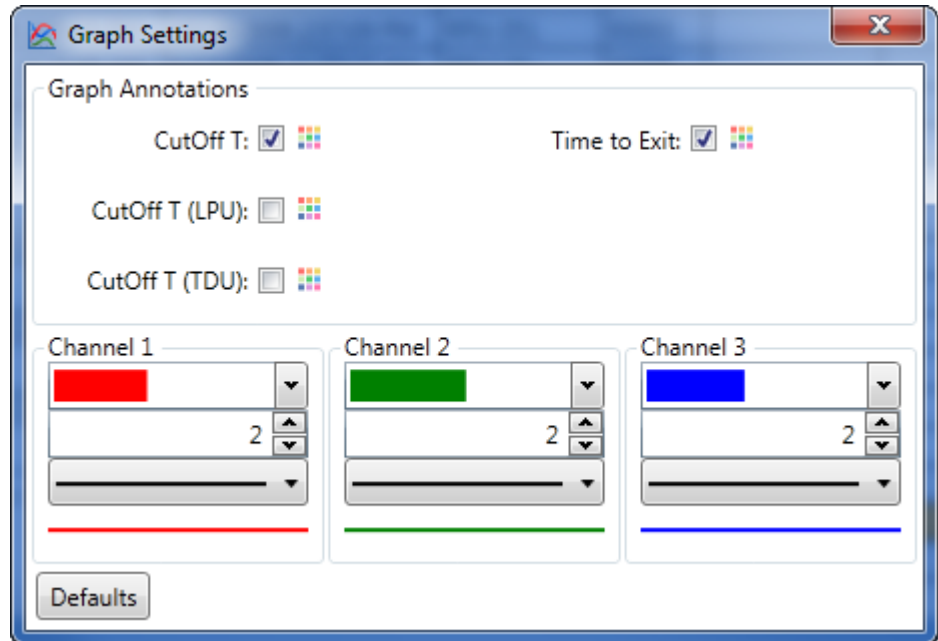 Graph Settings
Graph Annotations
CutOff T:
Time to Exit:
CutOff T (LPU):
CutOff T (TDU):
Channel 1
Channel 2
Channel 3
2
2
2
Defaults